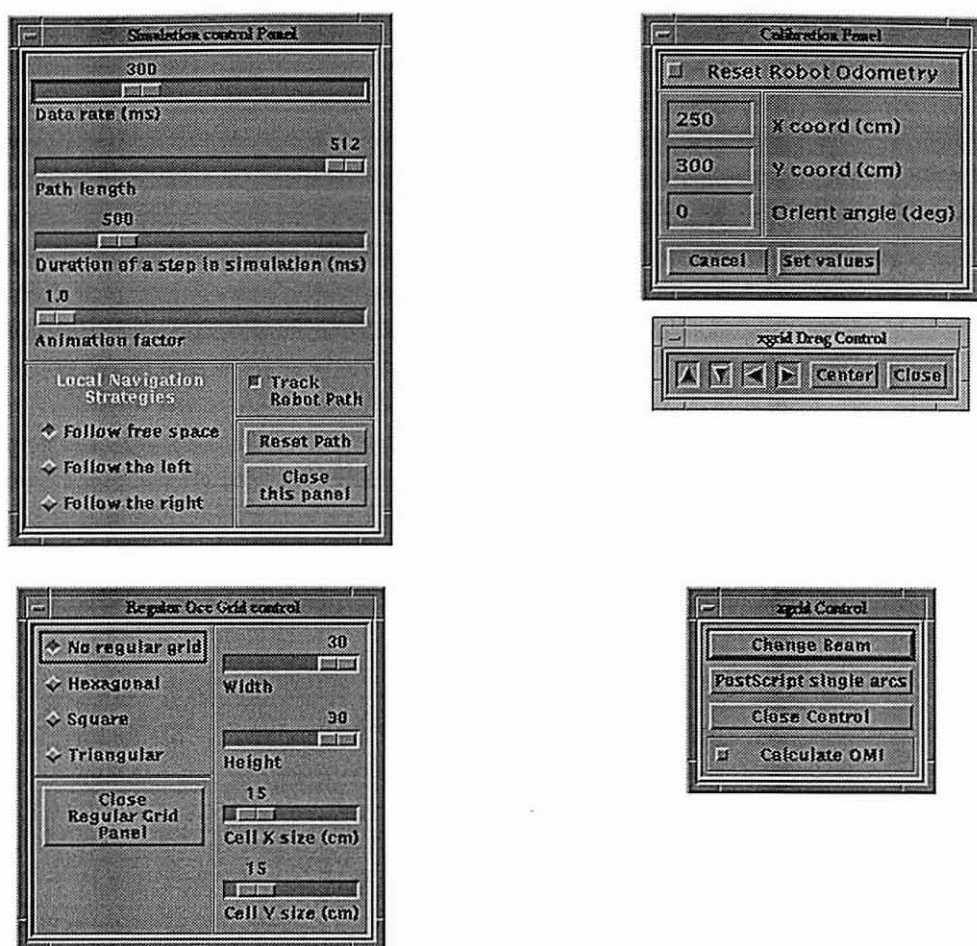 Simulation control Panel
300
Data rate (ms)
512
Path length
500
Duration of a step in simulation (ms)
1.0
Animation factor
Local Navigation
Strategies
Follow free space
Follow the left
Follow the right
Track
Robot Path
Reset Path
Close
this panel
Calibration Panel
Reset Robot Odometry
250
X coord (cm)
300
Y coord (cm)
0
Orient angle (deg)
Cancel
Set values
xgrid Drag Control
Center
Close
Regular Occ Grid control
No regular grid
Hexagonal
Square
Triangular
Close
Regular Grid
Panel
30
Width
30
Height
15
Cell X size (cm)
15
Cell Y size (cm)
xgrid Control
Change Beam
PostScript single arcs
Close Control
Calculate OMI